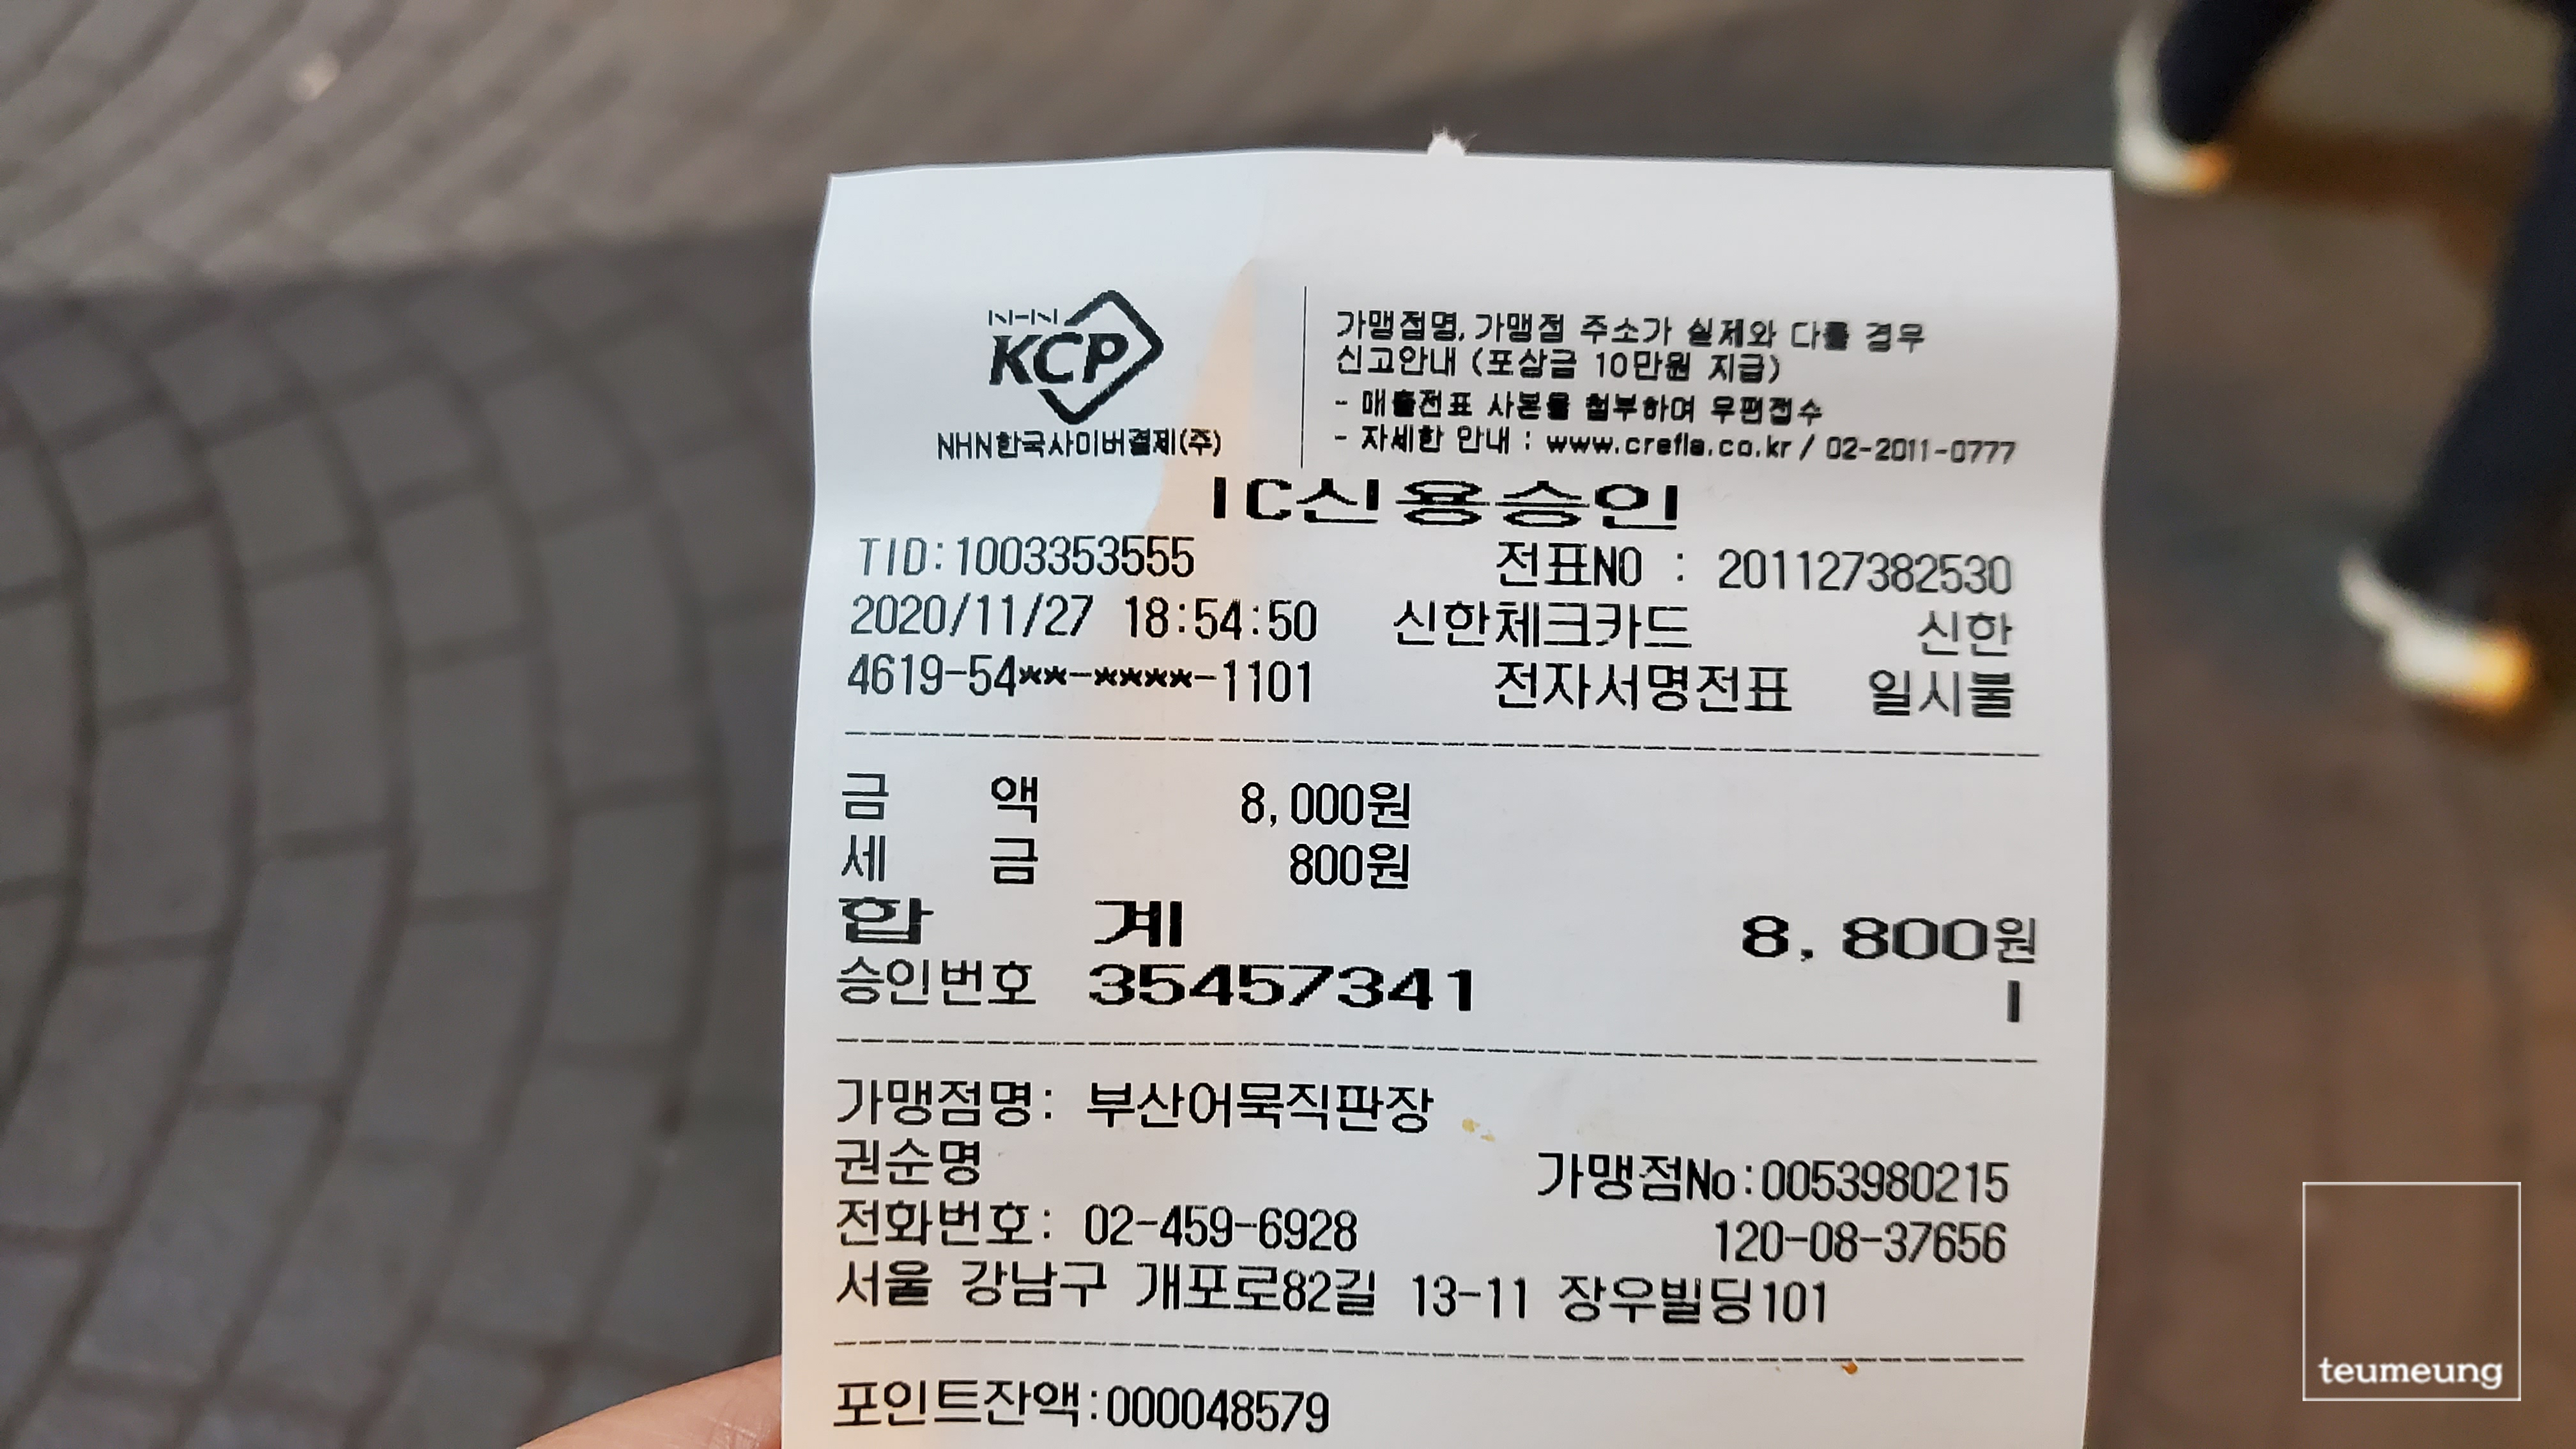 NHN
KCP
NHN한국사이버결제(주)
가맹점명, 가맹점 주소가 실제와 다를 경우
신고안내 (포상금 10만원 지급)
- 매출전표 사본을 첨부하여 우편접수
- 자세한 안내 : www.crefia.co.kr / 02-2011-0777
IC신용승인
TID:1003353555 전표NO : 201127382530
2020/11/27 18:54:50 신한체크카드 신한
4619-54**-****-1101 전자서명전표 일시불
금 액 8,000원
세 금 800원
합 계 8,800원
승인번호 35457341 I
가맹점명: 부산어묵직판장
권순명 가맹점No:0053980215
전화번호: 02-459-6928 120-08-37656
서울 강남구 개포로82길 13-11 장우빌딩101
포인트잔액:000048579
teumeung